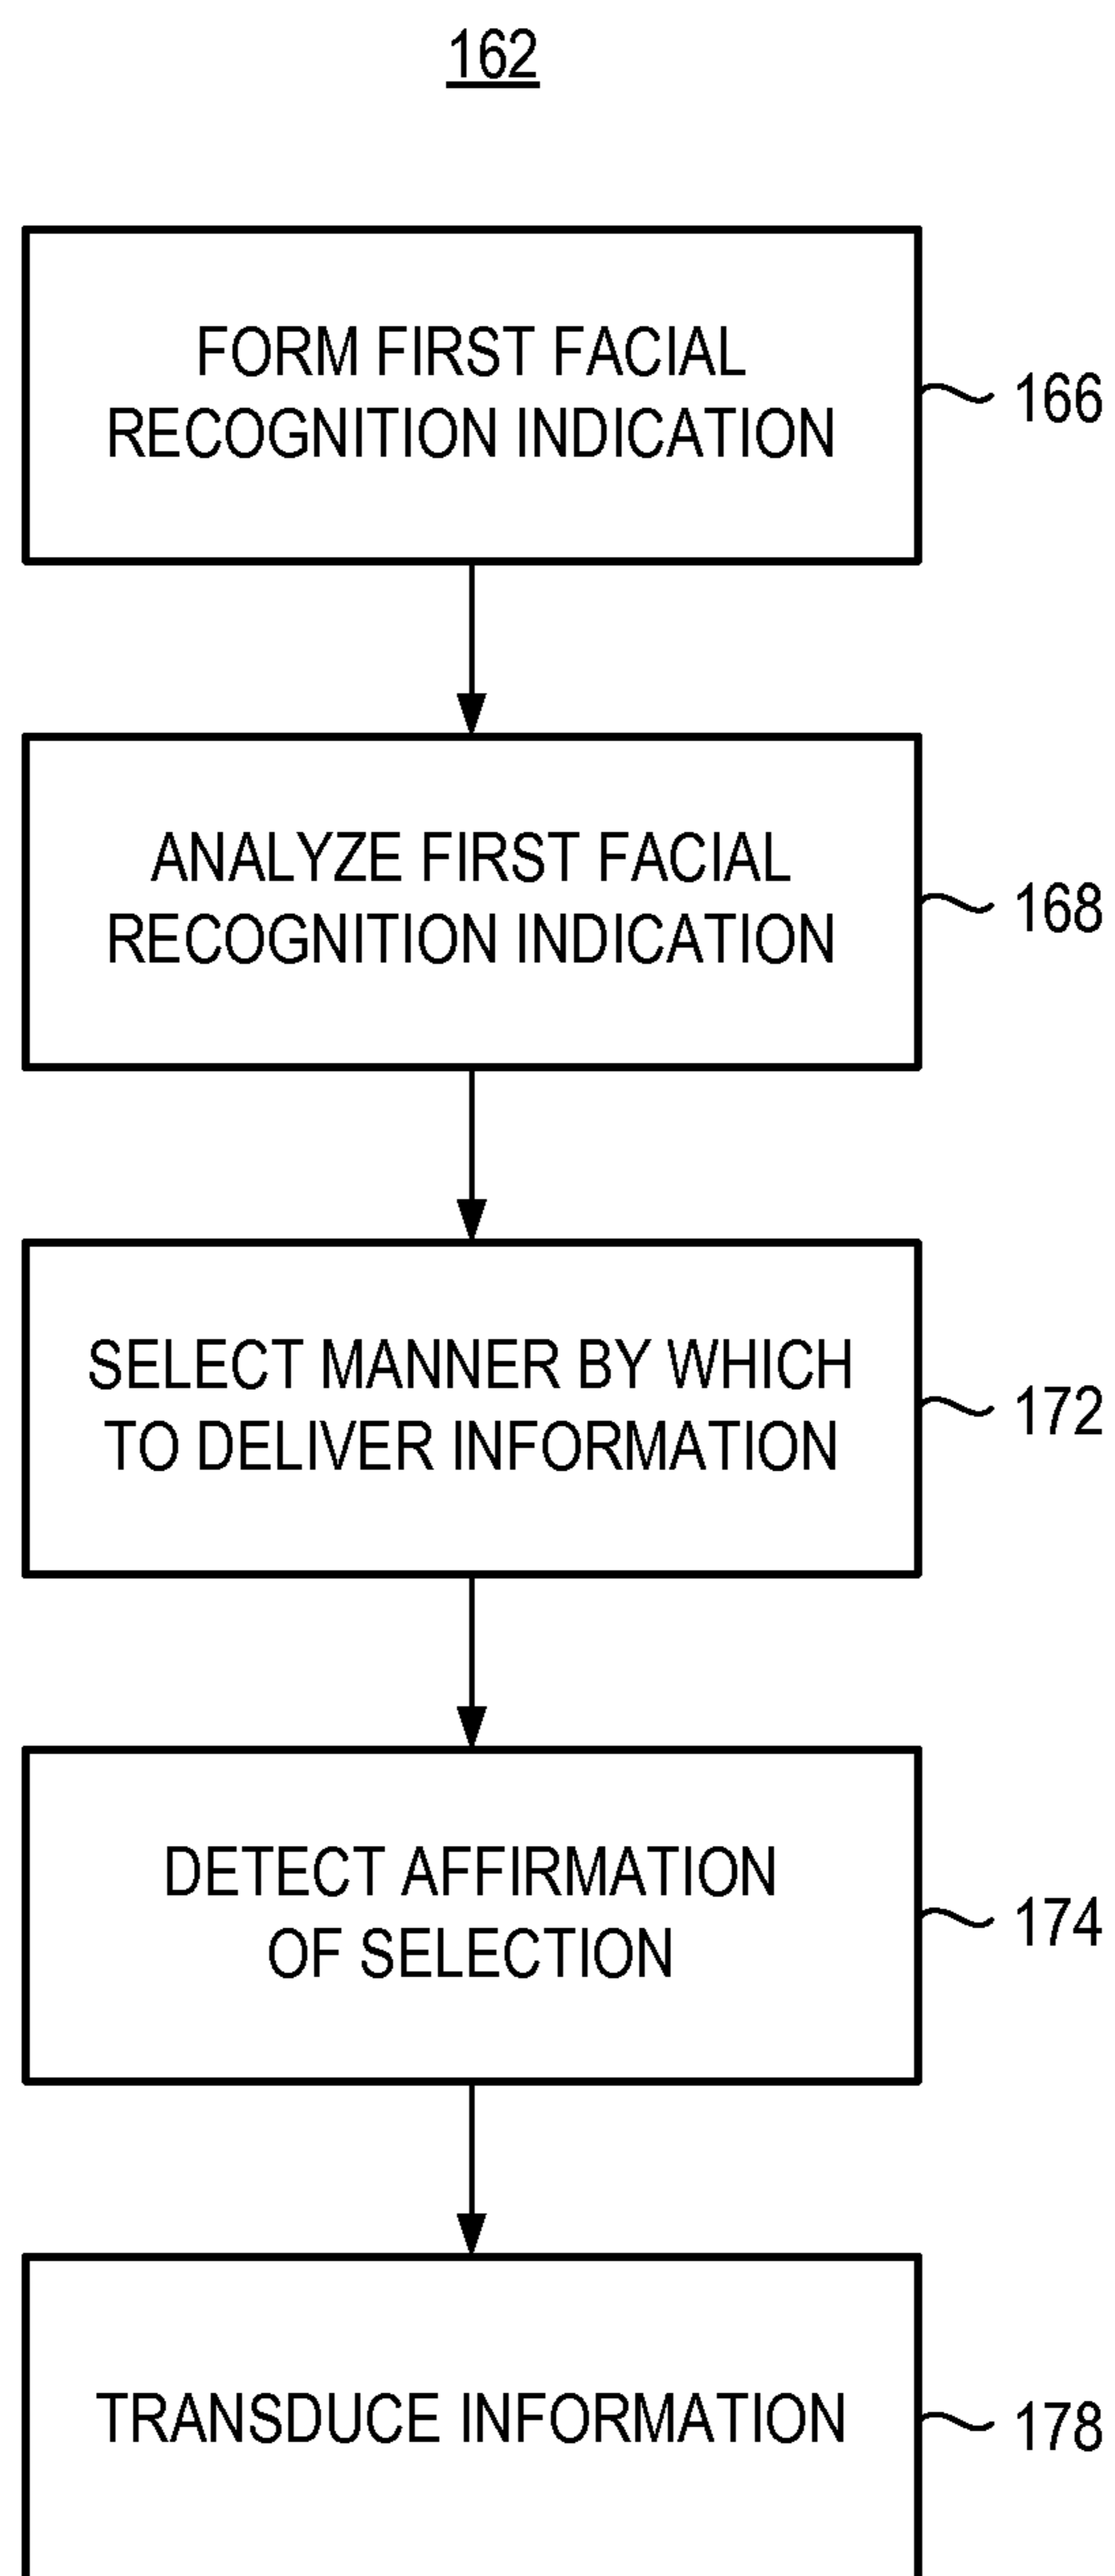 162
FORM FIRST FACIAL
RECOGNITION INDICATION
166
ANALYZE FIRST FACIAL
RECOGNITION INDICATION
168
SELECT MANNER BY WHICH
TO DELIVER INFORMATION
172
DETECT AFFIRMATION
OF SELECTION
174
TRANSDUCE INFORMATION
178